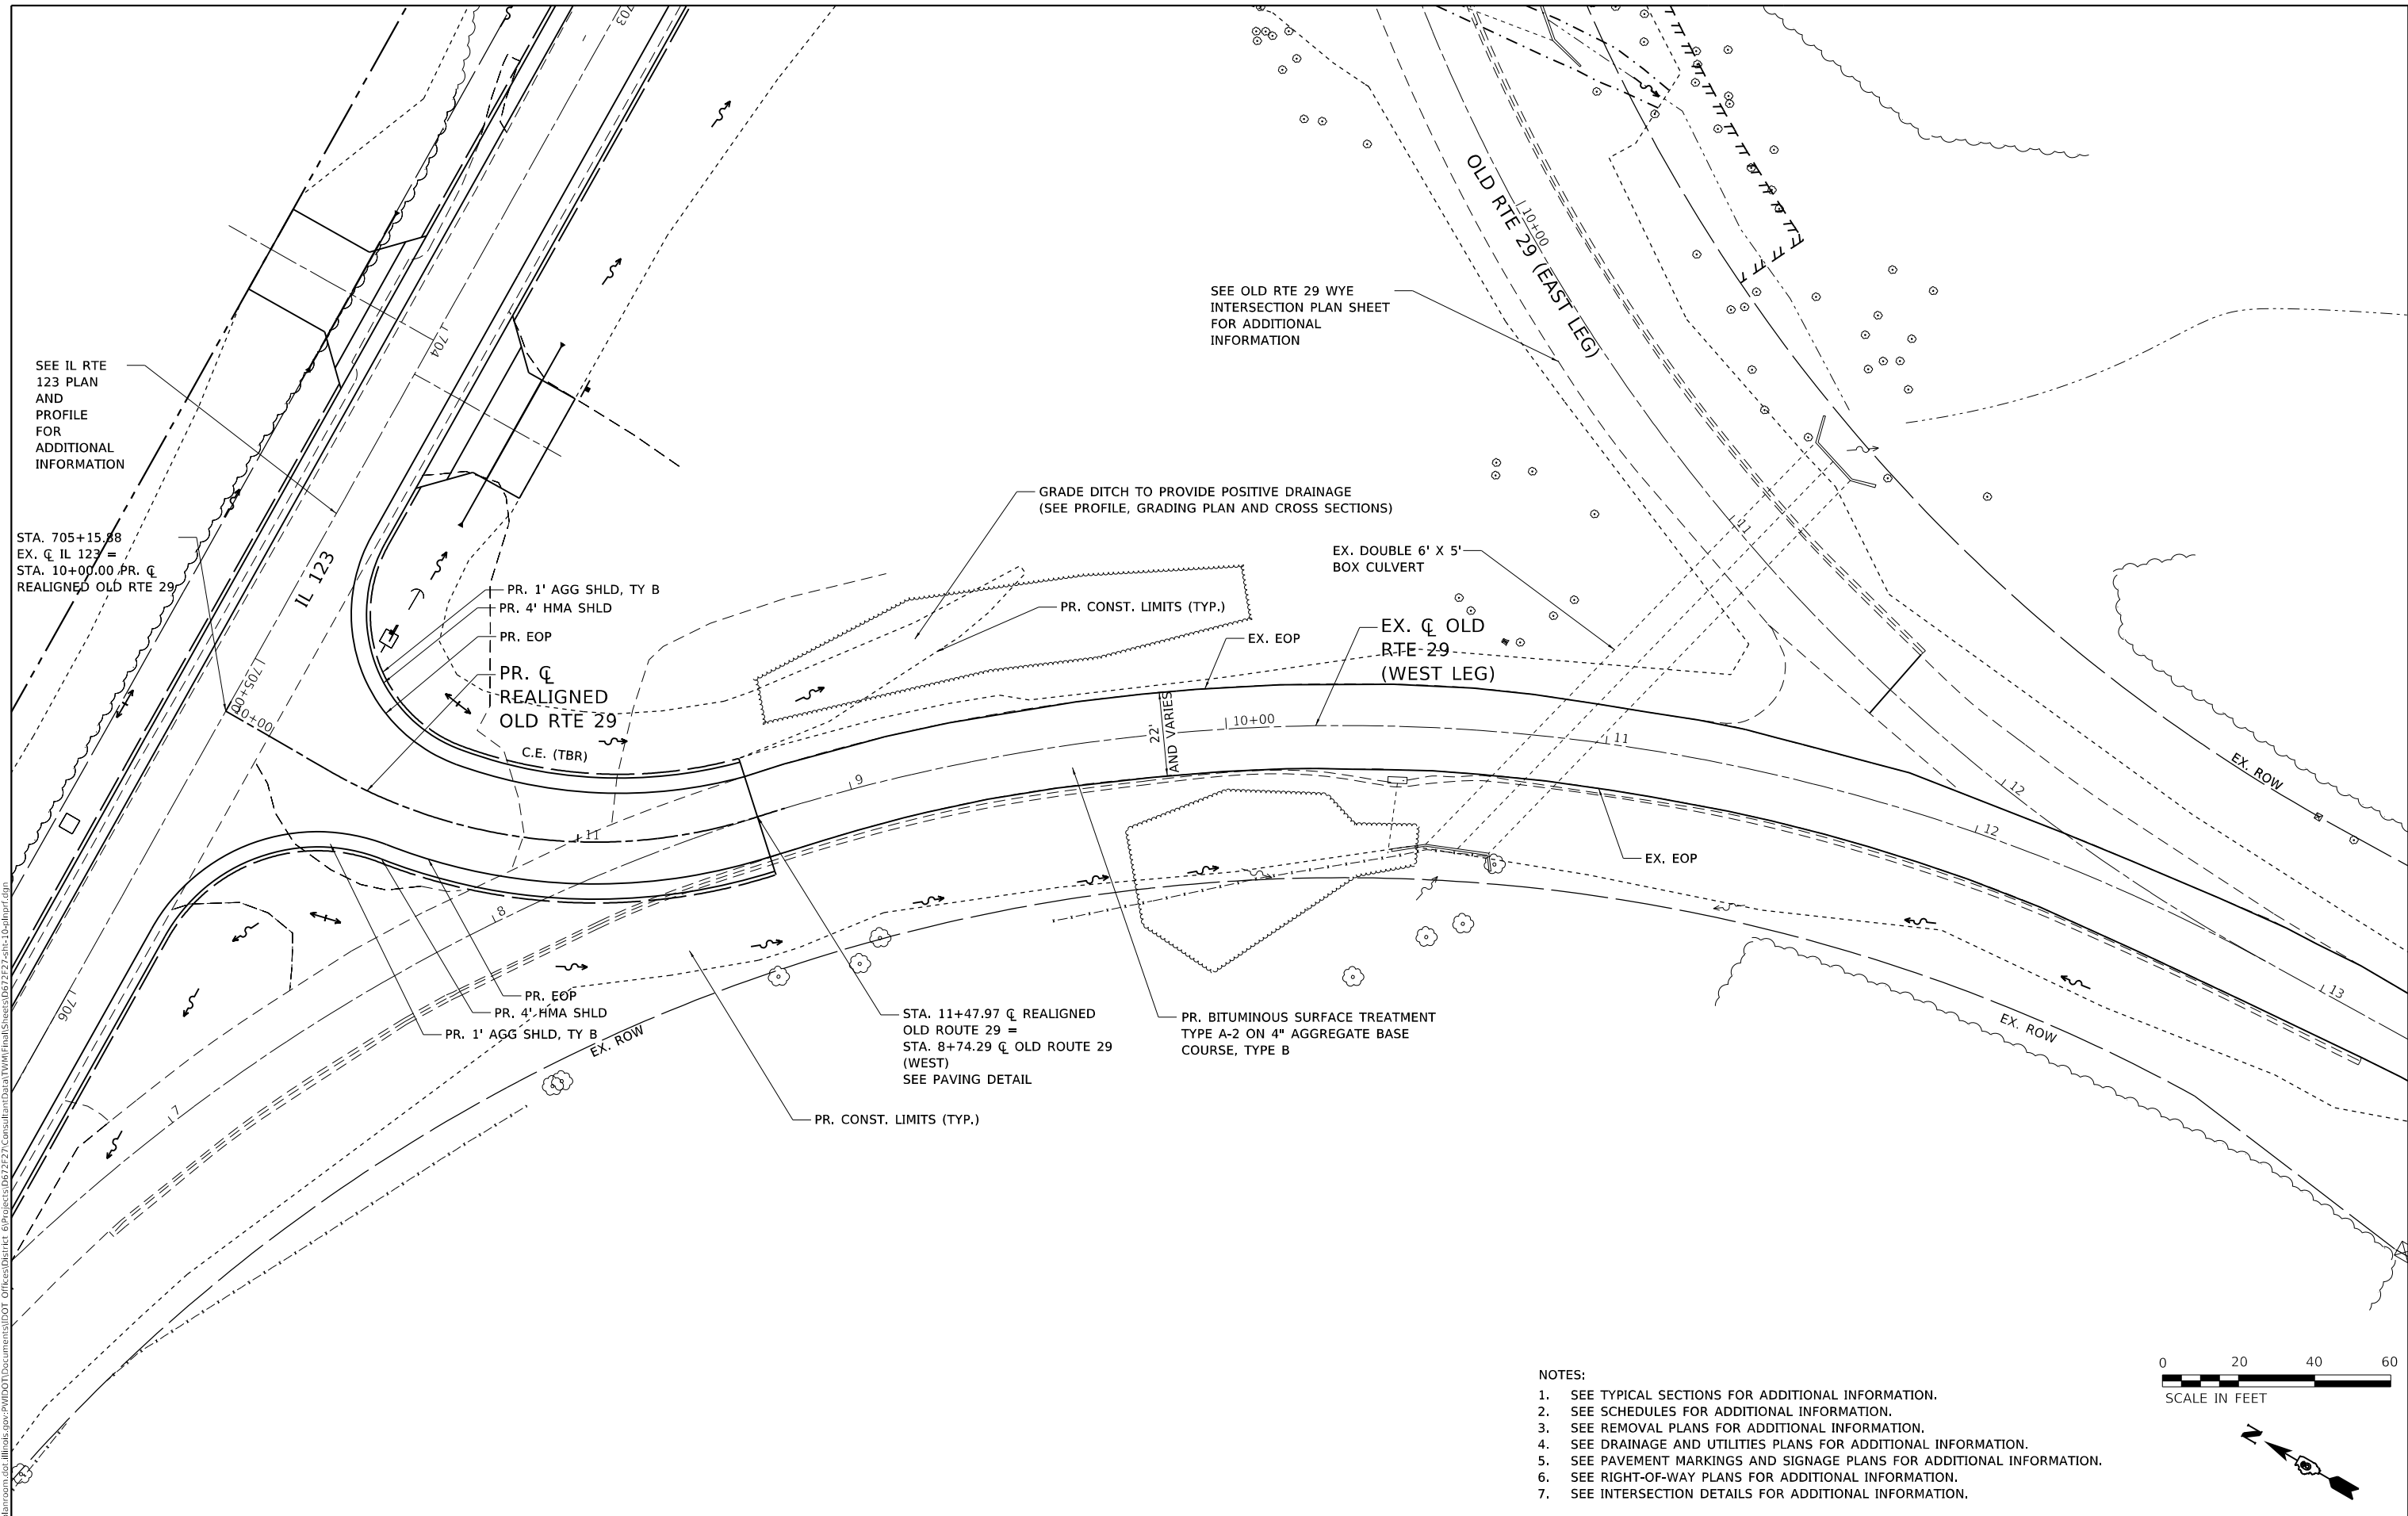 703
OLD RTE 29 (EAST LEG)
10+00
SEE OLD RTE 29 WYE
INTERSECTION PLAN SHEET
FOR ADDITIONAL
INFORMATION
704
SEE IL RTE
123 PLAN
AND
PROFILE
FOR
ADDITIONAL
INFORMATION
GRADE DITCH TO PROVIDE POSITIVE DRAINAGE
(SEE PROFILE, GRADING PLAN AND CROSS SECTIONS)
11
STA. 705+15.88
EX. ℄ IL 123 =
STA. 10+00.00 PR. ℄
REALIGNED OLD RTE 29
EX. DOUBLE 6' X 5'
BOX CULVERT
IL 123
PR. 1' AGG SHLD, TY B
PR. 4' HMA SHLD
PR. EOP
PR. CONST. LIMITS (TYP.)
EX. EOP
EX. ℄ OLD
RTE 29
(WEST LEG)
PR. ℄
REALIGNED
OLD RTE 29
705+00
10+00
C.E. (TBR)
22'
AND VARIES
10+00
11
9
12
EX. ROW
11
12
EX. EOP
8
13
706
PR. EOP
PR. 4' HMA SHLD
PR. 1' AGG SHLD, TY B
EX. ROW
STA. 11+47.97 ℄ REALIGNED
OLD ROUTE 29 =
STA. 8+74.29 ℄ OLD ROUTE 29
(WEST)
SEE PAVING DETAIL
PR. BITUMINOUS SURFACE TREATMENT
TYPE A-2 ON 4" AGGREGATE BASE
COURSE, TYPE B
EX. ROW
7
PR. CONST. LIMITS (TYP.)
NOTES:
1. SEE TYPICAL SECTIONS FOR ADDITIONAL INFORMATION.
2. SEE SCHEDULES FOR ADDITIONAL INFORMATION.
3. SEE REMOVAL PLANS FOR ADDITIONAL INFORMATION.
4. SEE DRAINAGE AND UTILITIES PLANS FOR ADDITIONAL INFORMATION.
5. SEE PAVEMENT MARKINGS AND SIGNAGE PLANS FOR ADDITIONAL INFORMATION.
6. SEE RIGHT-OF-WAY PLANS FOR ADDITIONAL INFORMATION.
7. SEE INTERSECTION DETAILS FOR ADDITIONAL INFORMATION.
0 20 40 60
SCALE IN FEET
N